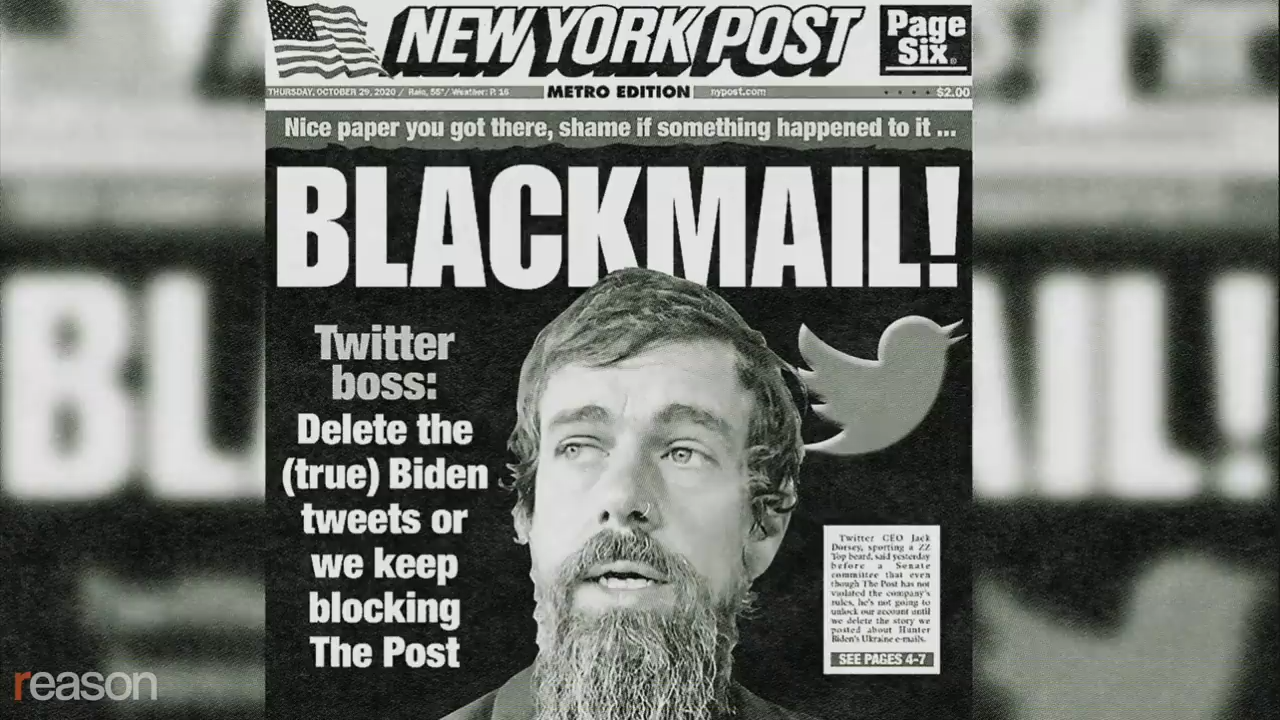 NEW YORK POST
Page
Six
THURSDAY, OCTOBER 29, 2020 / Rain, 55° / Weather: P. 16
METRO EDITION
nypost.com
$2.00
Nice paper you got there, shame if something happened to it ...
BLACKMAIL!
Twitter
boss:
Delete the
(true) Biden
tweets or
we keep
blocking
The Post
Twitter CEO Jack
Dorsey, sporting a ZZ
Top beard, said yesterday
before a Senate
committee that even
though The Post has not
violated the company's
rules, he's not going to
unlock our account until
we delete the story we
posted about Hunter
Biden's Ukraine e-mails.
SEE PAGES 4-7
reason